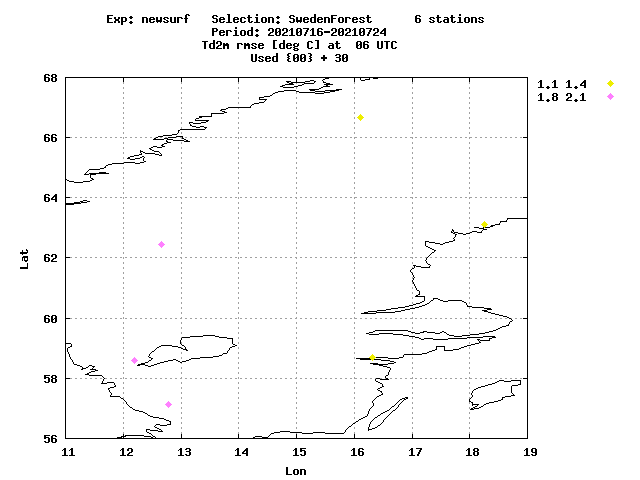 Exp: newsurf Selection: SwedenForest 6 stations
Period: 20210716-20210724
Td2m rmse [deg C] at 06 UTC
Used {00} + 30
68
1.1 1.4
1.8 2.1
66
64
62
60
58
56
Lat
11 12 13 14 15 16 17 18 19
Lon